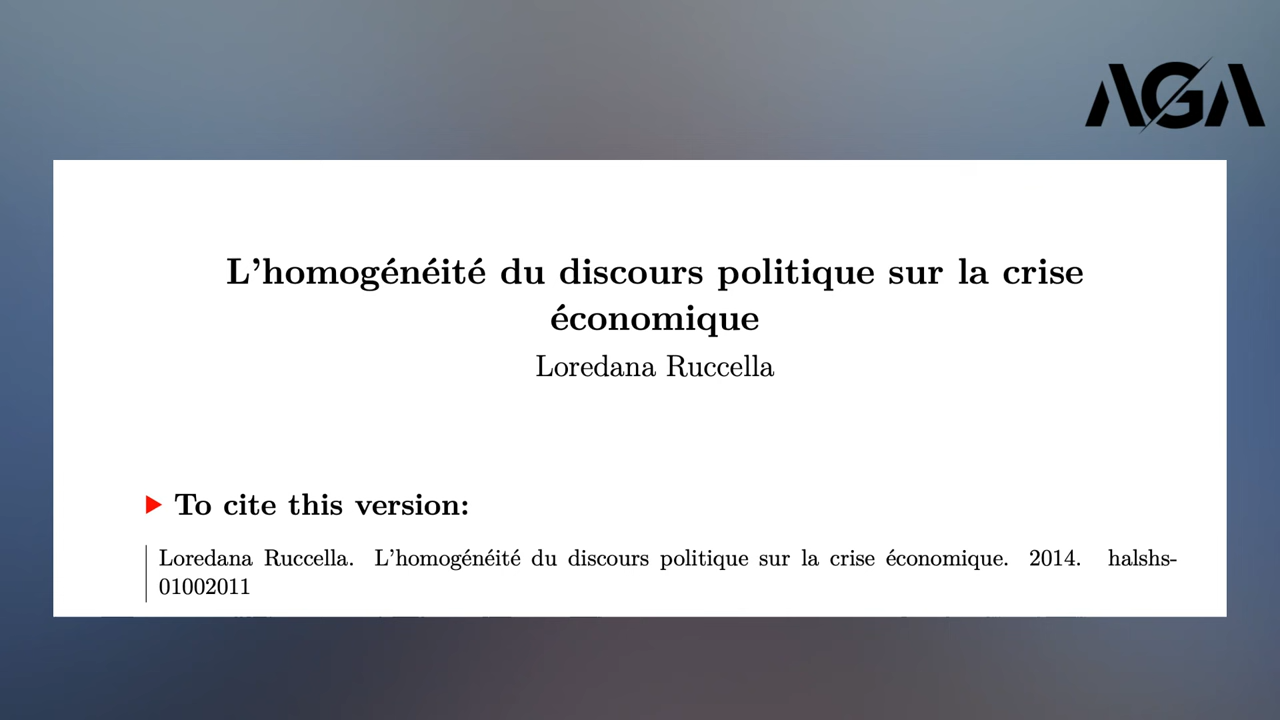 AGA
L'homogénéité du discours politique sur la crise
économique
Loredana Ruccella
To cite this version:
Loredana Ruccella. L'homogénéité du discours politique sur la crise économique. 2014. halshs-
01002011